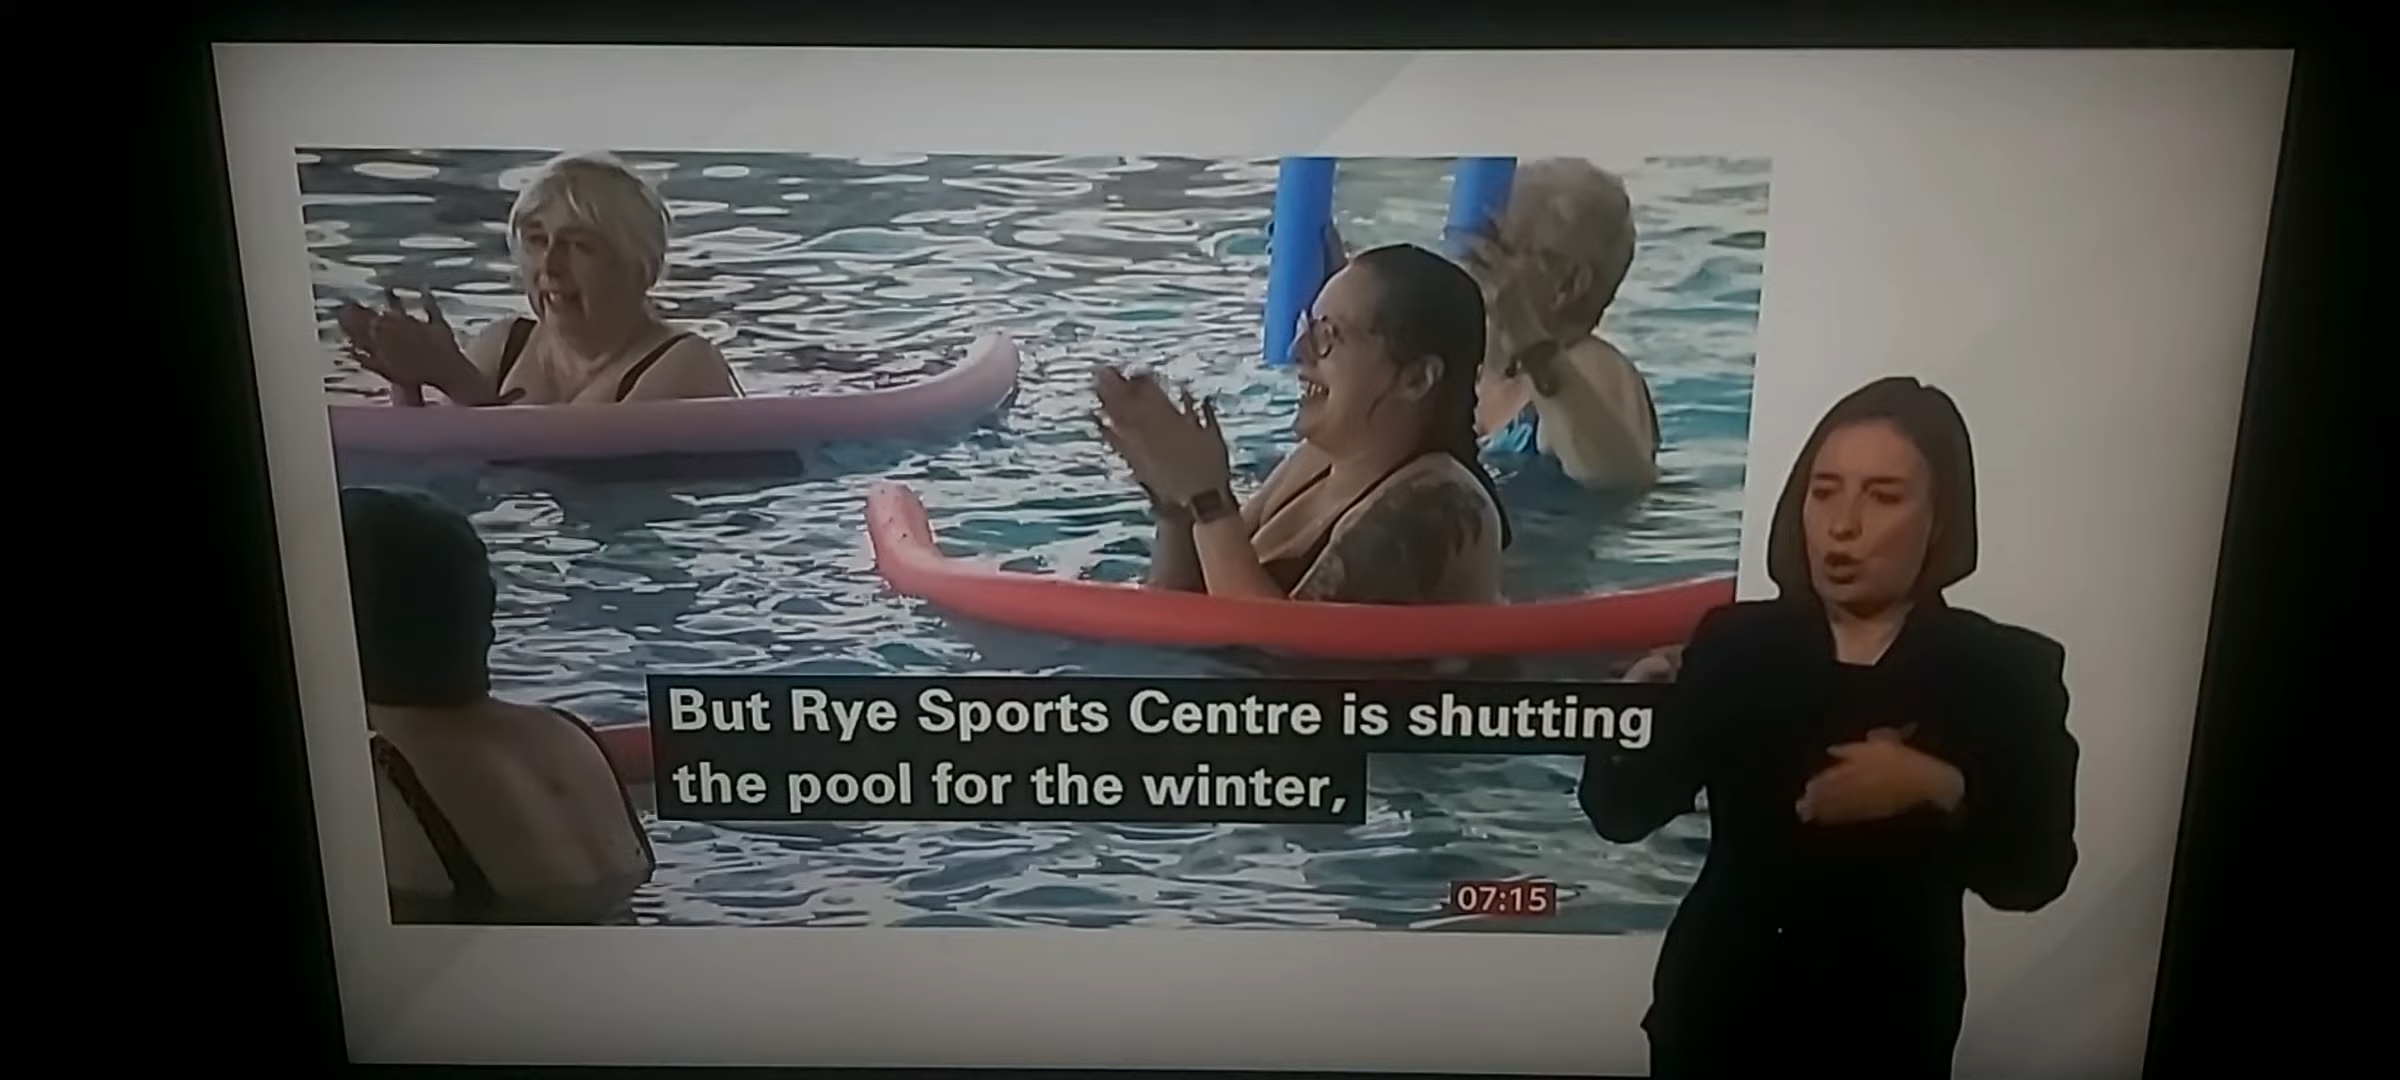 But Rye Sports Centre is shutting
the pool for the winter,
07:15